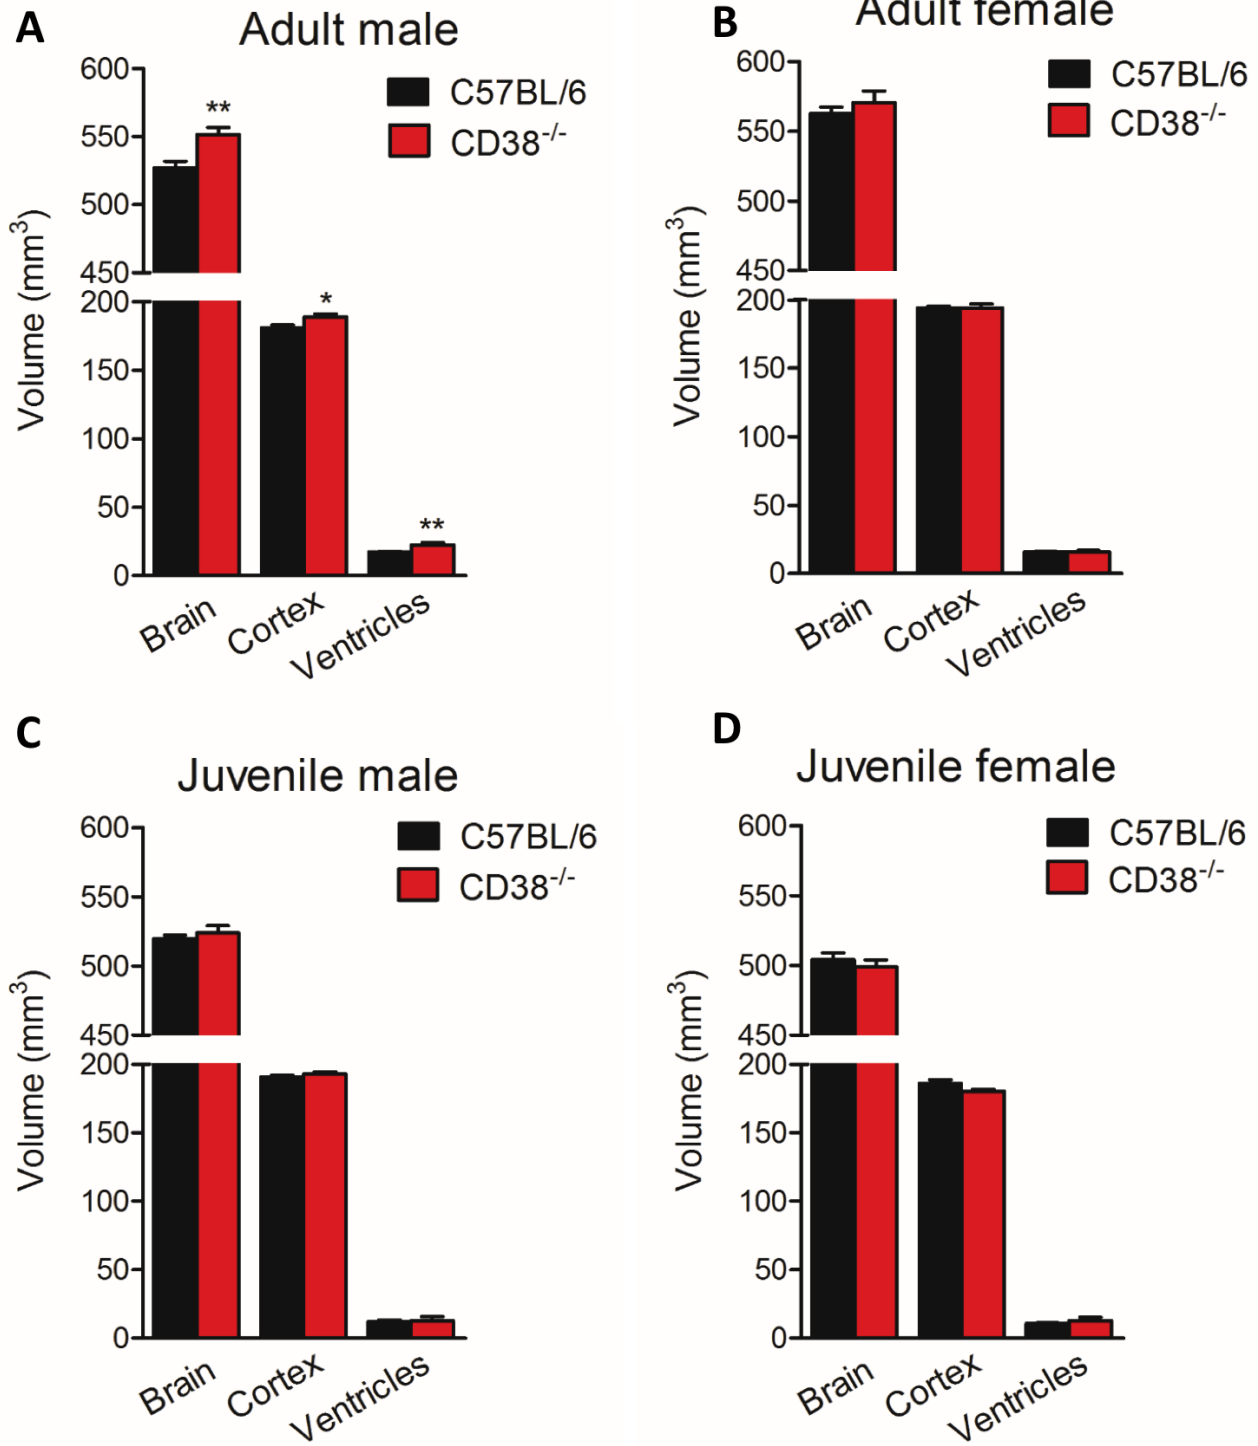 A
Adult male
600
550
500
450
200
150
100
50
0
Volume (mm³)
**
*
**
C57BL/6
CD38-/-
Brain
Cortex
Ventricles
B
Adult female
600
550
500
450
200
150
100
50
0
Volume (mm³)
C57BL/6
CD38-/-
Brain
Cortex
Ventricles
C
Juvenile male
600
550
500
450
200
150
100
50
0
Volume (mm³)
C57BL/6
CD38-/-
Brain
Cortex
Ventricles
D
Juvenile female
600
550
500
450
200
150
100
50
0
Volume (mm³)
C57BL/6
CD38-/-
Brain
Cortex
Ventricles